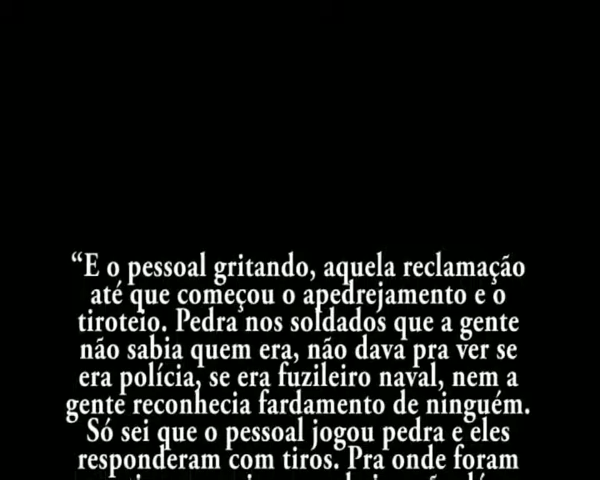 “E o pessoal gritando, aquela reclamação
até que começou o apedrejamento e o
tiroteio. Pedra nos soldados que a gente
não sabia quem era, não dava pra ver se
era polícia, se era fuzileiro naval, nem a
gente reconhecia fardamento de ninguém.
Só sei que o pessoal jogou pedra e eles
responderam com tiros. Pra onde foram